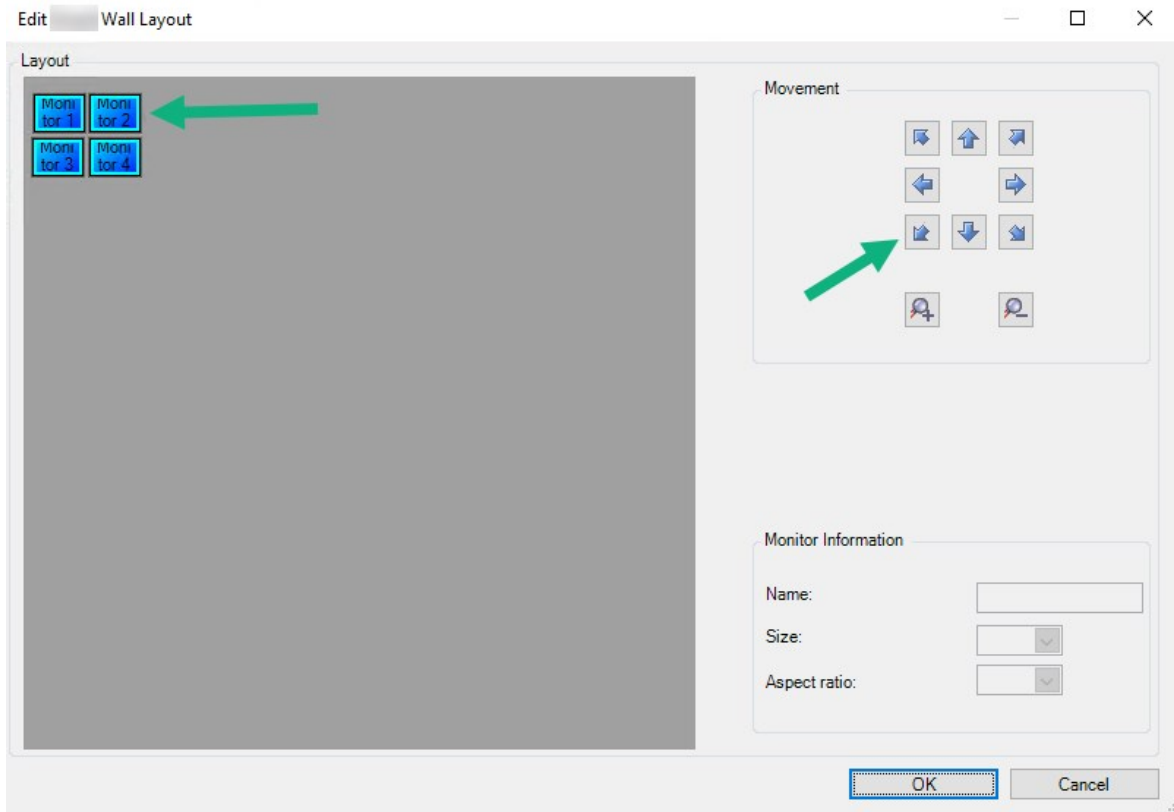 Edit Wall Layout
Layout
Moni
tor 1
Moni
tor 2
Moni
tor 3
Moni
tor 4
Movement
Monitor Information
Name:
Size:
Aspect ratio:
OK
Cancel